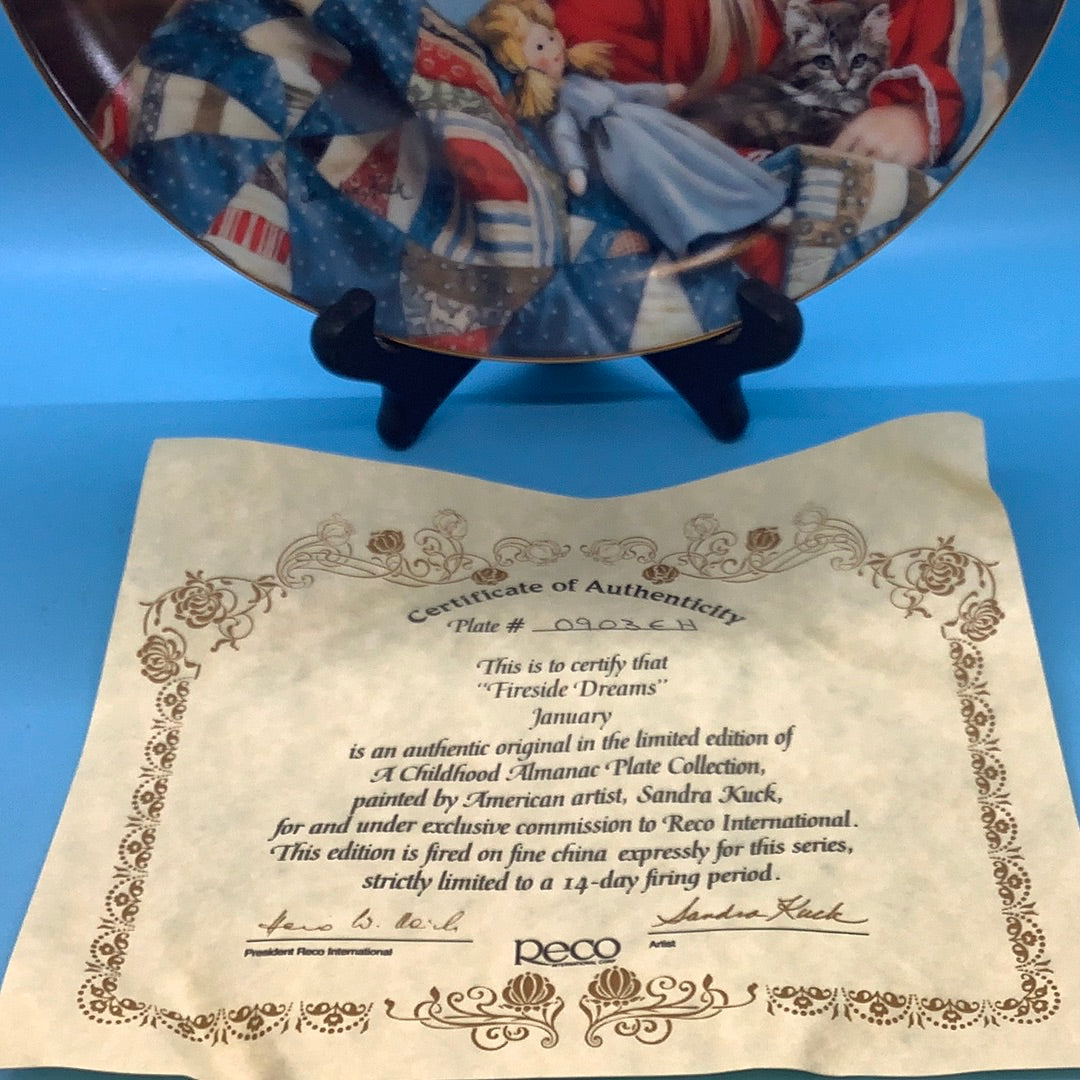 Certificate of Authenticity
Plate # 0903EH
This is to certify that
"Fireside Dreams"
January
is an authentic original in the limited edition of
A Childhood Almanac Plate Collection,
painted by American artist, Sandra Kuck,
for and under exclusive commission to Reco International.
This edition is fired on fine china expressly for this series,
strictly limited to a 14-day firing period.
Sandra Kuck
President Reco International
Reco
Artist